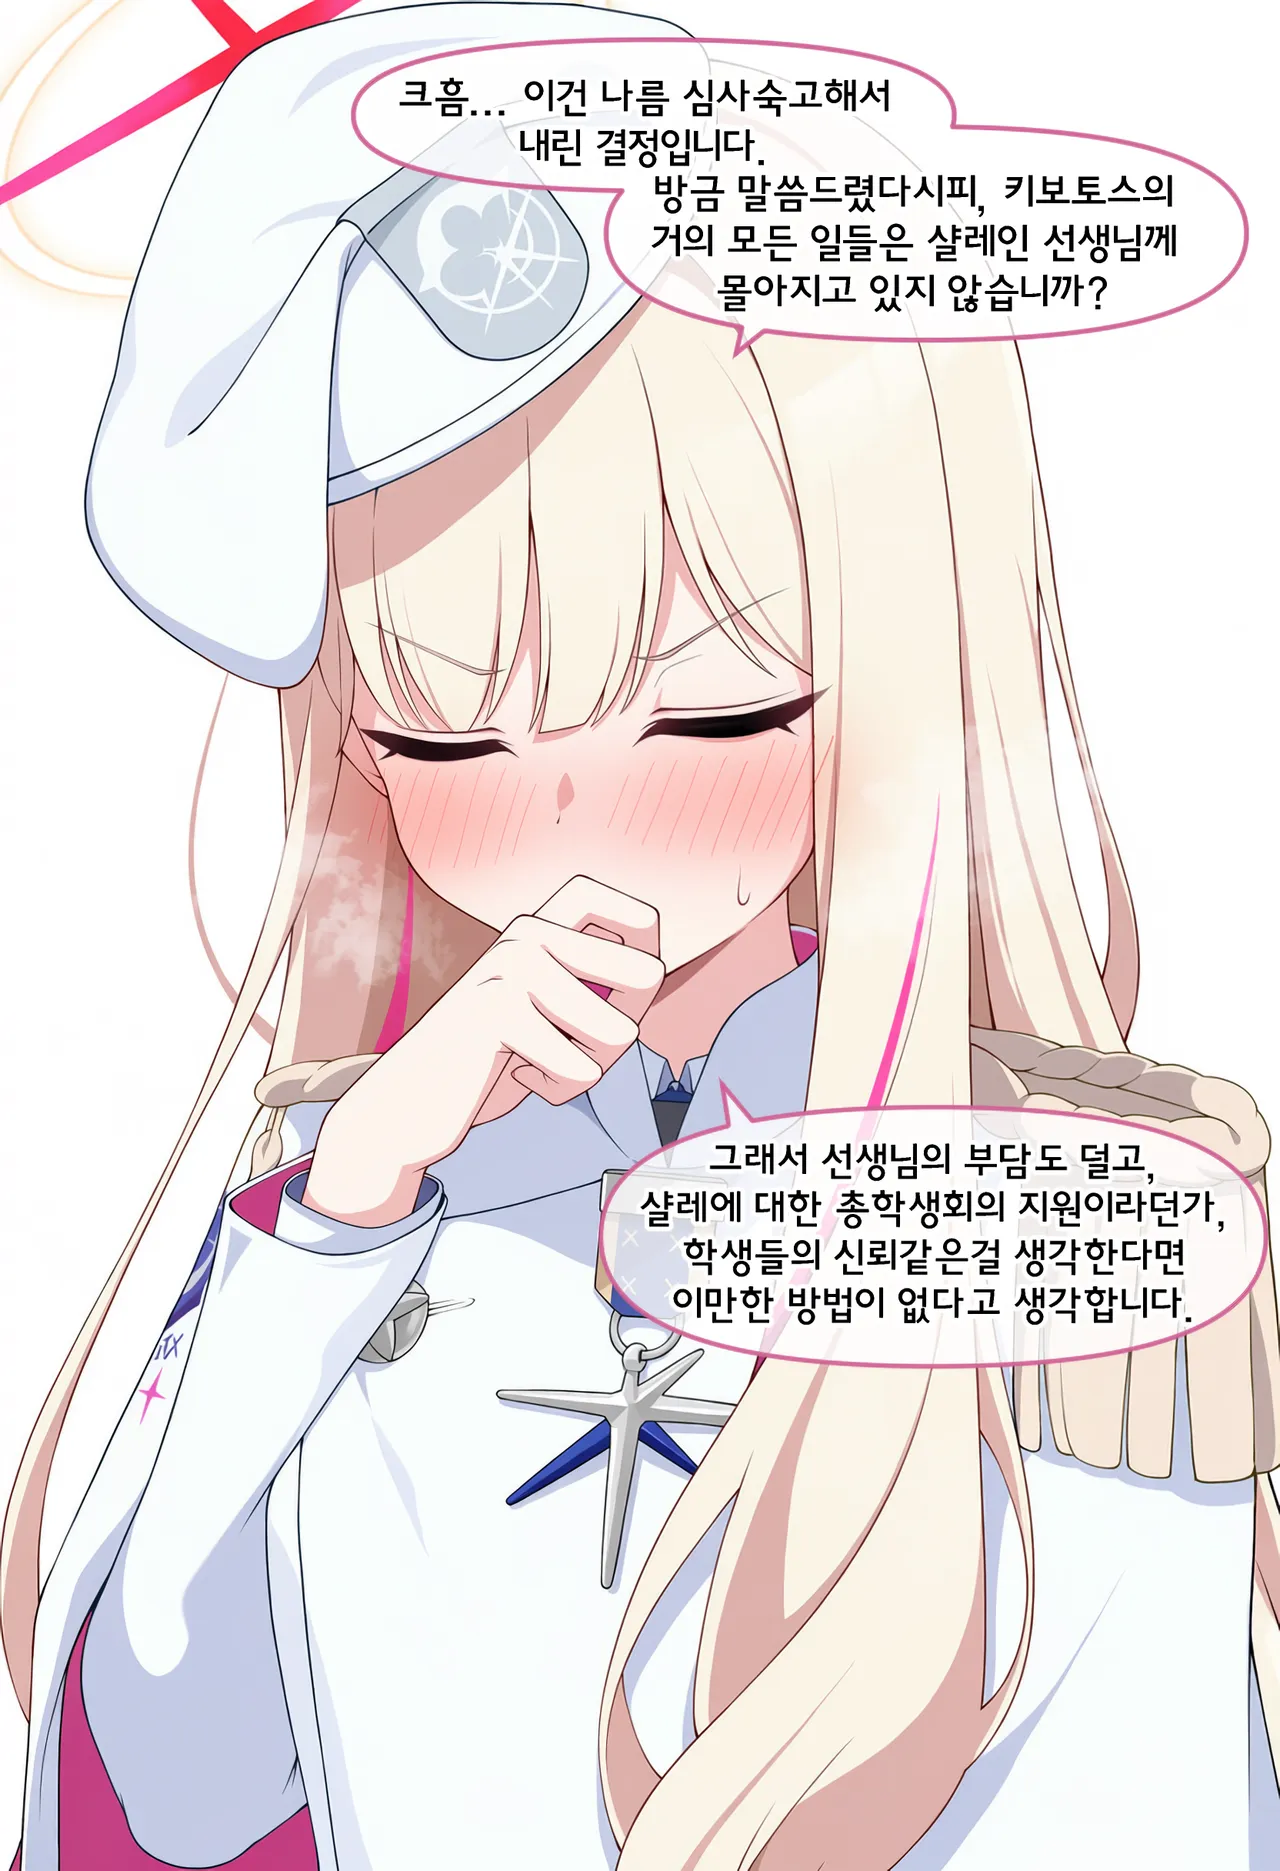 크흠... 이건 나름 심사숙고해서
내린 결정입니다.
방금 말씀드렸다시피, 키보토스의
거의 모든 일들은 샬레인 선생님께
몰아지고 있지 않습니까?
그래서 선생님의 부담도 덜고,
샬레에 대한 총학생회의 지원이라던가,
학생들의 신뢰같은걸 생각한다면
이만한 방법이 없다고 생각합니다.